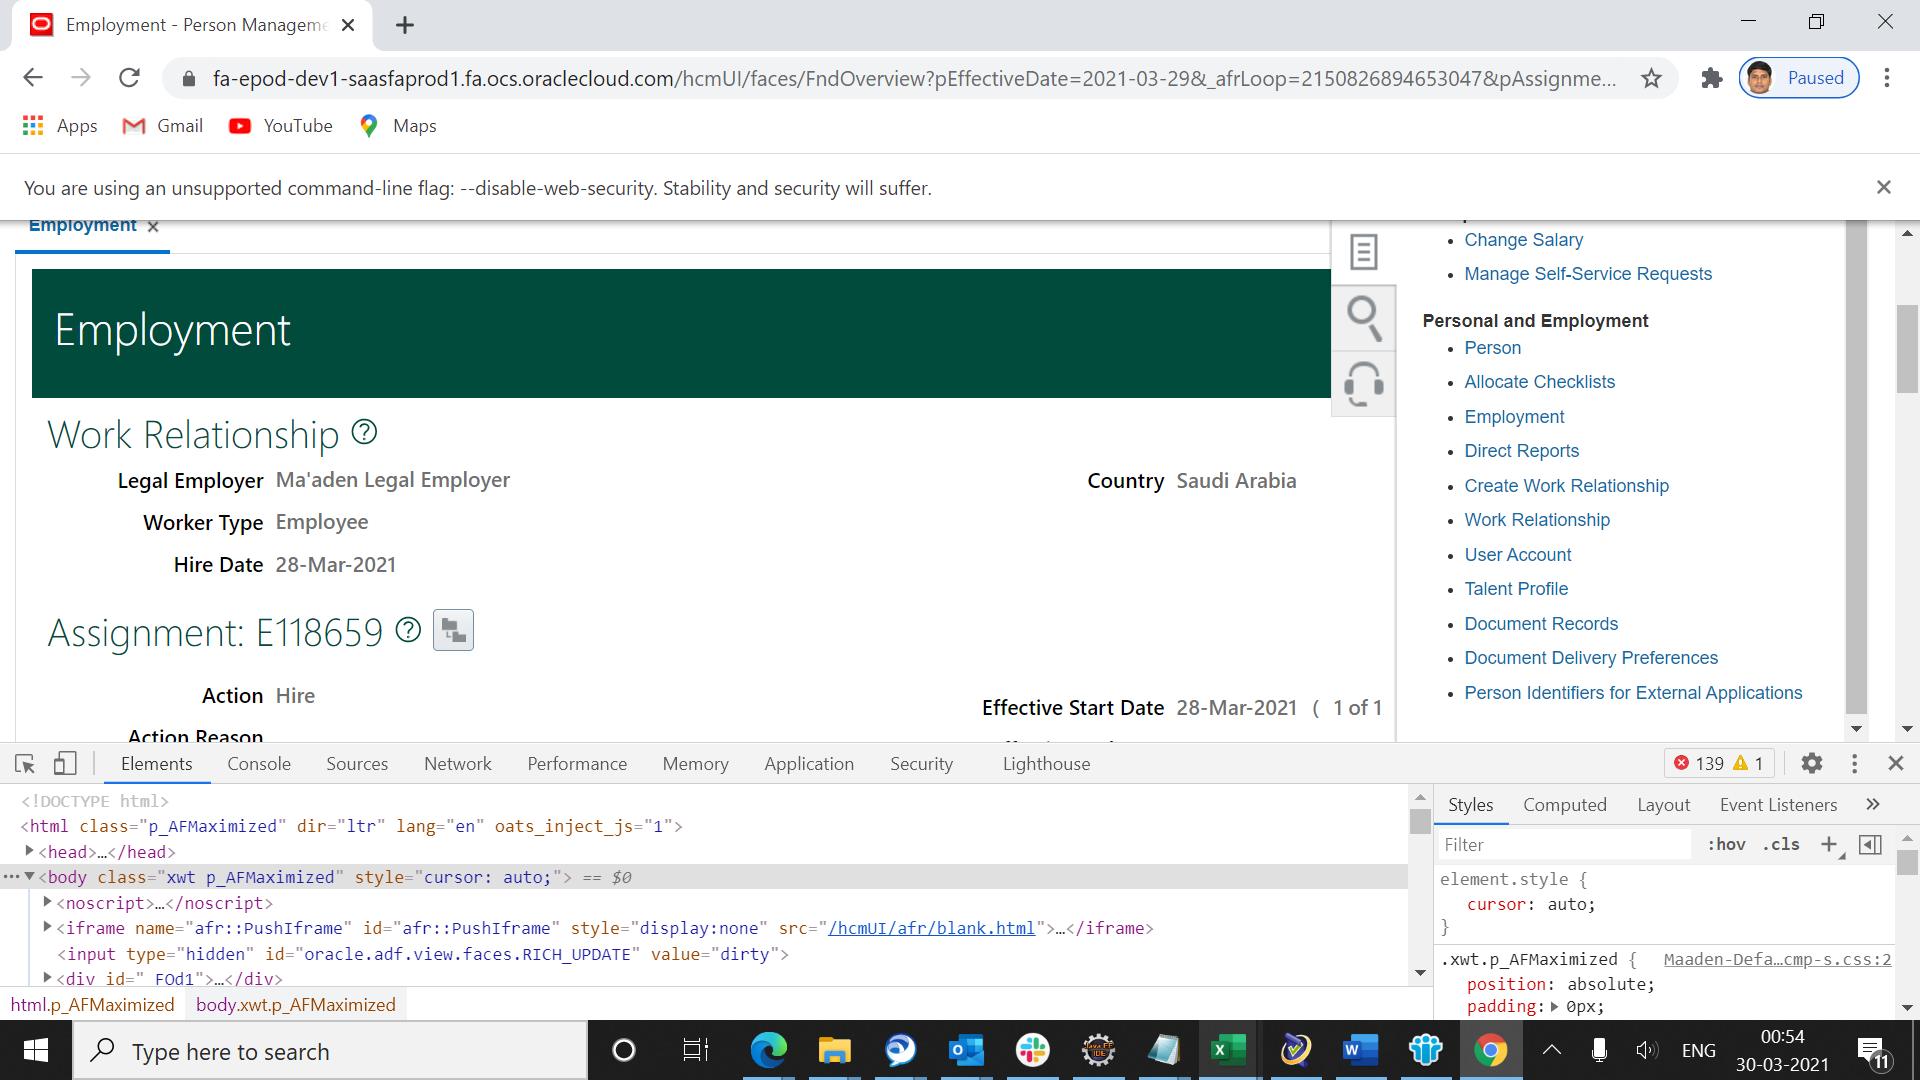 Employment - Person Manageme
fa-epod-dev1-saasfaprod1.fa.ocs.oraclecloud.com/hcmUI/faces/FndOverview?pEffectiveDate=2021-03-29&_afrLoop=2150826894653047&pAssignme...
Paused
Apps
Gmail
YouTube
Maps
You are using an unsupported command-line flag: --disable-web-security. Stability and security will suffer.
Employment
Employment
Work Relationship
Legal Employer Ma'aden Legal Employer
Country Saudi Arabia
Worker Type Employee
Hire Date 28-Mar-2021
Assignment: E118659
Action Hire
Effective Start Date 28-Mar-2021 ( 1 of 1
Action Reason
Change Salary
Manage Self-Service Requests
Personal and Employment
Person
Allocate Checklists
Employment
Direct Reports
Create Work Relationship
Work Relationship
User Account
Talent Profile
Document Records
Document Delivery Preferences
Person Identifiers for External Applications
Elements Console Sources Network Performance Memory Application Security Lighthouse
139 1
<!DOCTYPE html>
<html class="p_AFMaximized" dir="ltr" lang="en" oats_inject_js="1">
<head>…</head>
<body class="xwt p_AFMaximized" style="cursor: auto;"> == $0
<noscript>…</noscript>
<iframe name="afr::PushIframe" id="afr::PushIframe" style="display:none" src="/hcmUI/afr/blank.html">…</iframe>
<input type="hidden" id="oracle.adf.view.faces.RICH_UPDATE" value="dirty">
<div id="_FOd1">…</div>
html.p_AFMaximized body.xwt.p_AFMaximized
Styles Computed Layout Event Listeners
Filter
:hov .cls
element.style {
cursor: auto;
}
.xwt.p_AFMaximized { Maaden-Defa…cmp-s.css:2
position: absolute;
padding: 0px;
Type here to search
ENG
00:54
30-03-2021
11